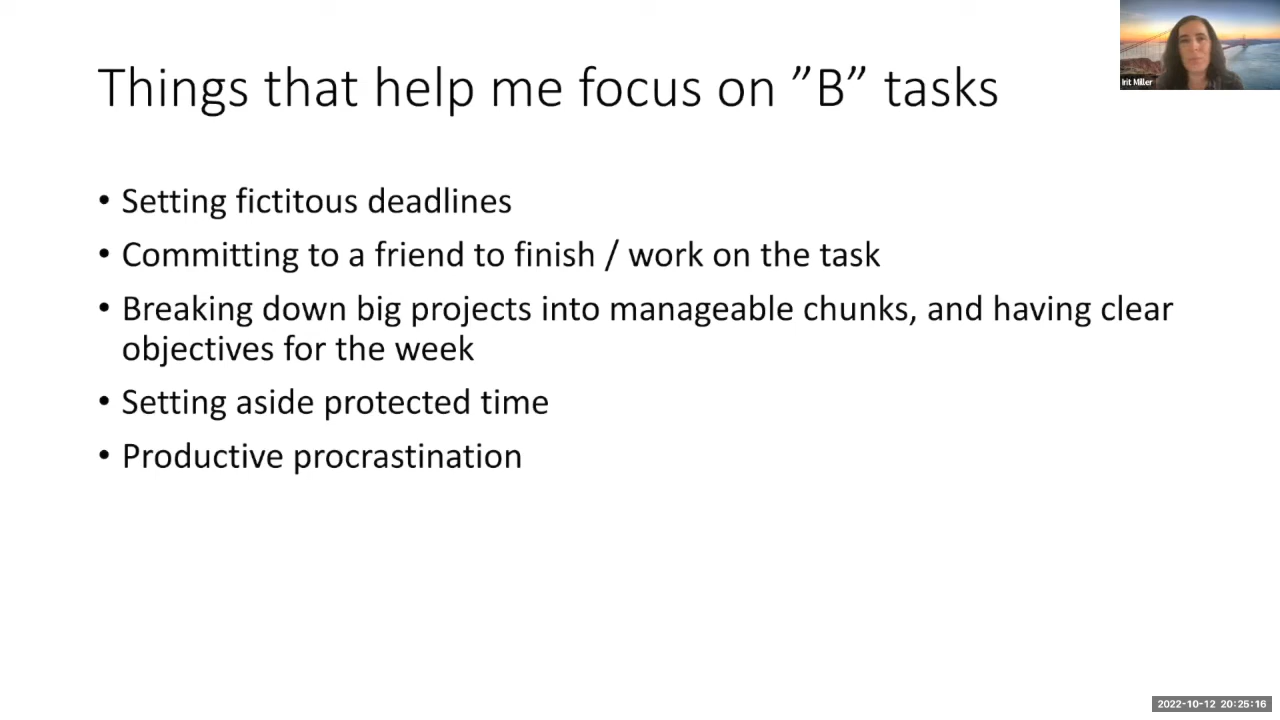 Things that help me focus on ”B” tasks
Irit Miller
• Setting fictitous deadlines
• Committing to a friend to finish / work on the task
• Breaking down big projects into manageable chunks, and having clear
objectives for the week
• Setting aside protected time
• Productive procrastination
2022-10-12 20:25:16